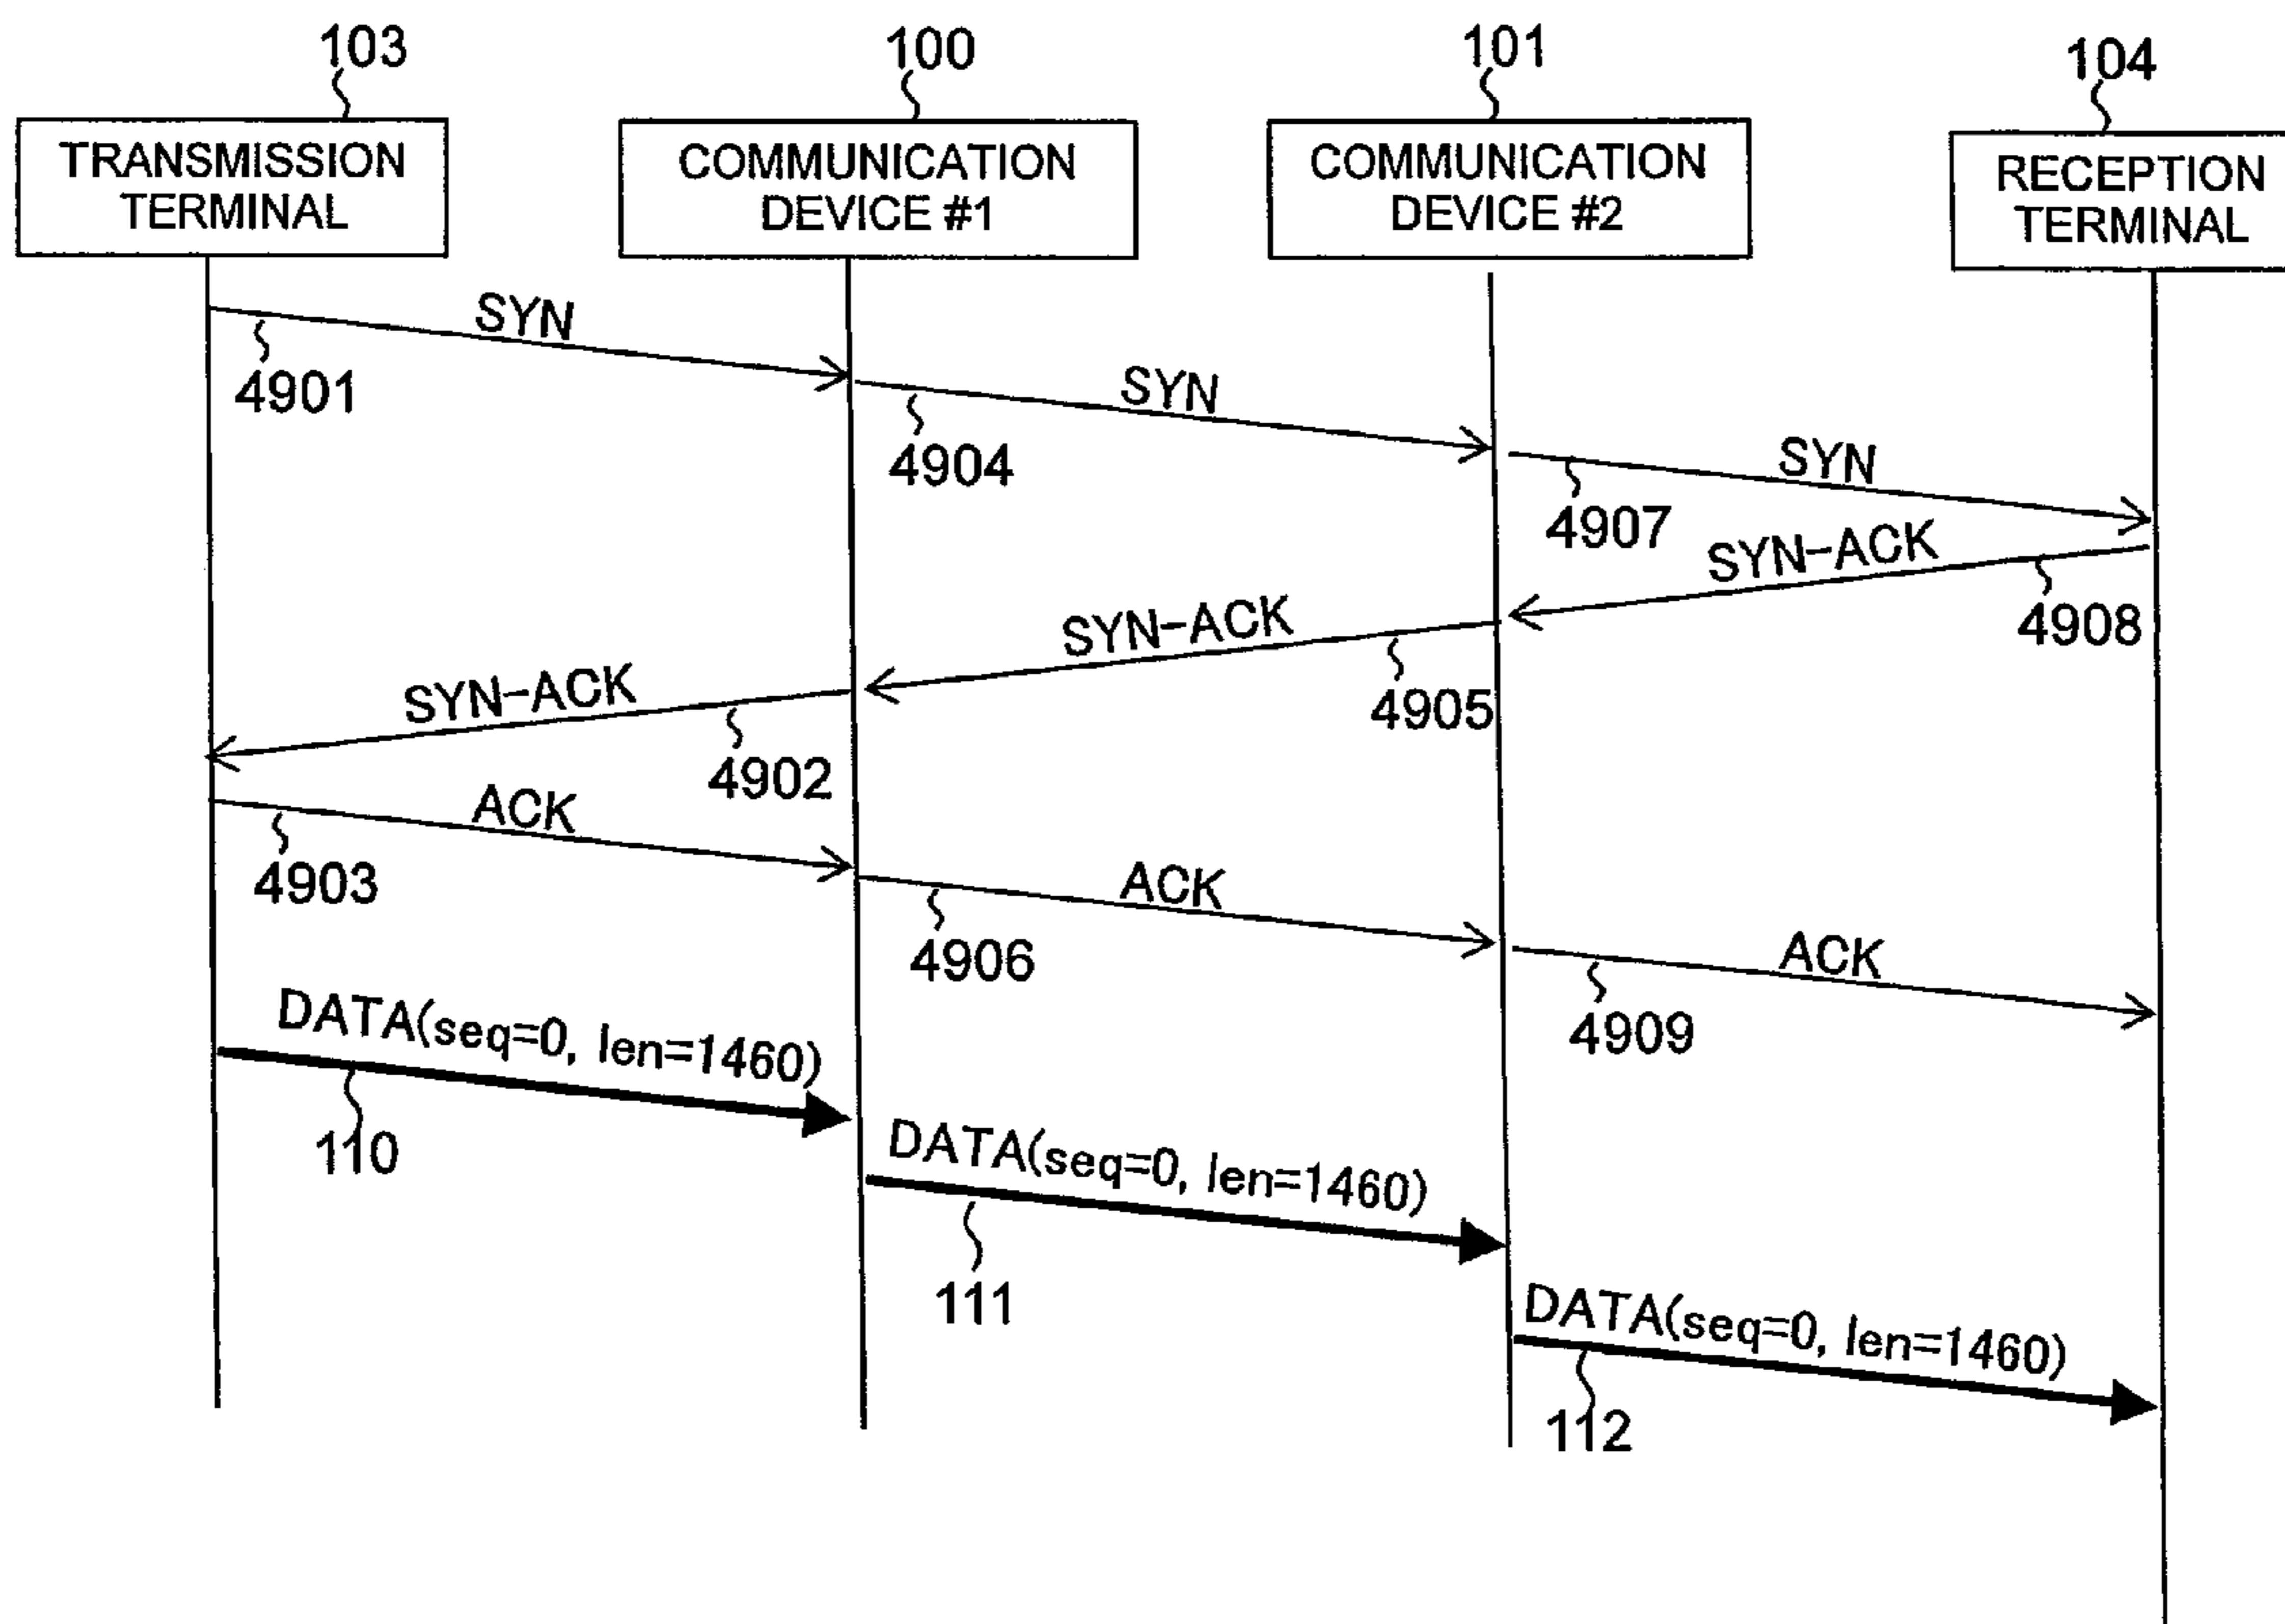 103
100
101
104
TRANSMISSION
TERMINAL
COMMUNICATION
DEVICE #1
COMMUNICATION
DEVICE #2
RECEPTION
TERMINAL
SYN
4901
SYN
4904
SYN
4907
SYN-ACK
4908
SYN-ACK
4905
SYN-ACK
4902
ACK
4903
ACK
4906
ACK
4909
DATA(seq=0, len=1460)
110
DATA(seq=0, len=1460)
111
DATA(seq=0, len=1460)
112